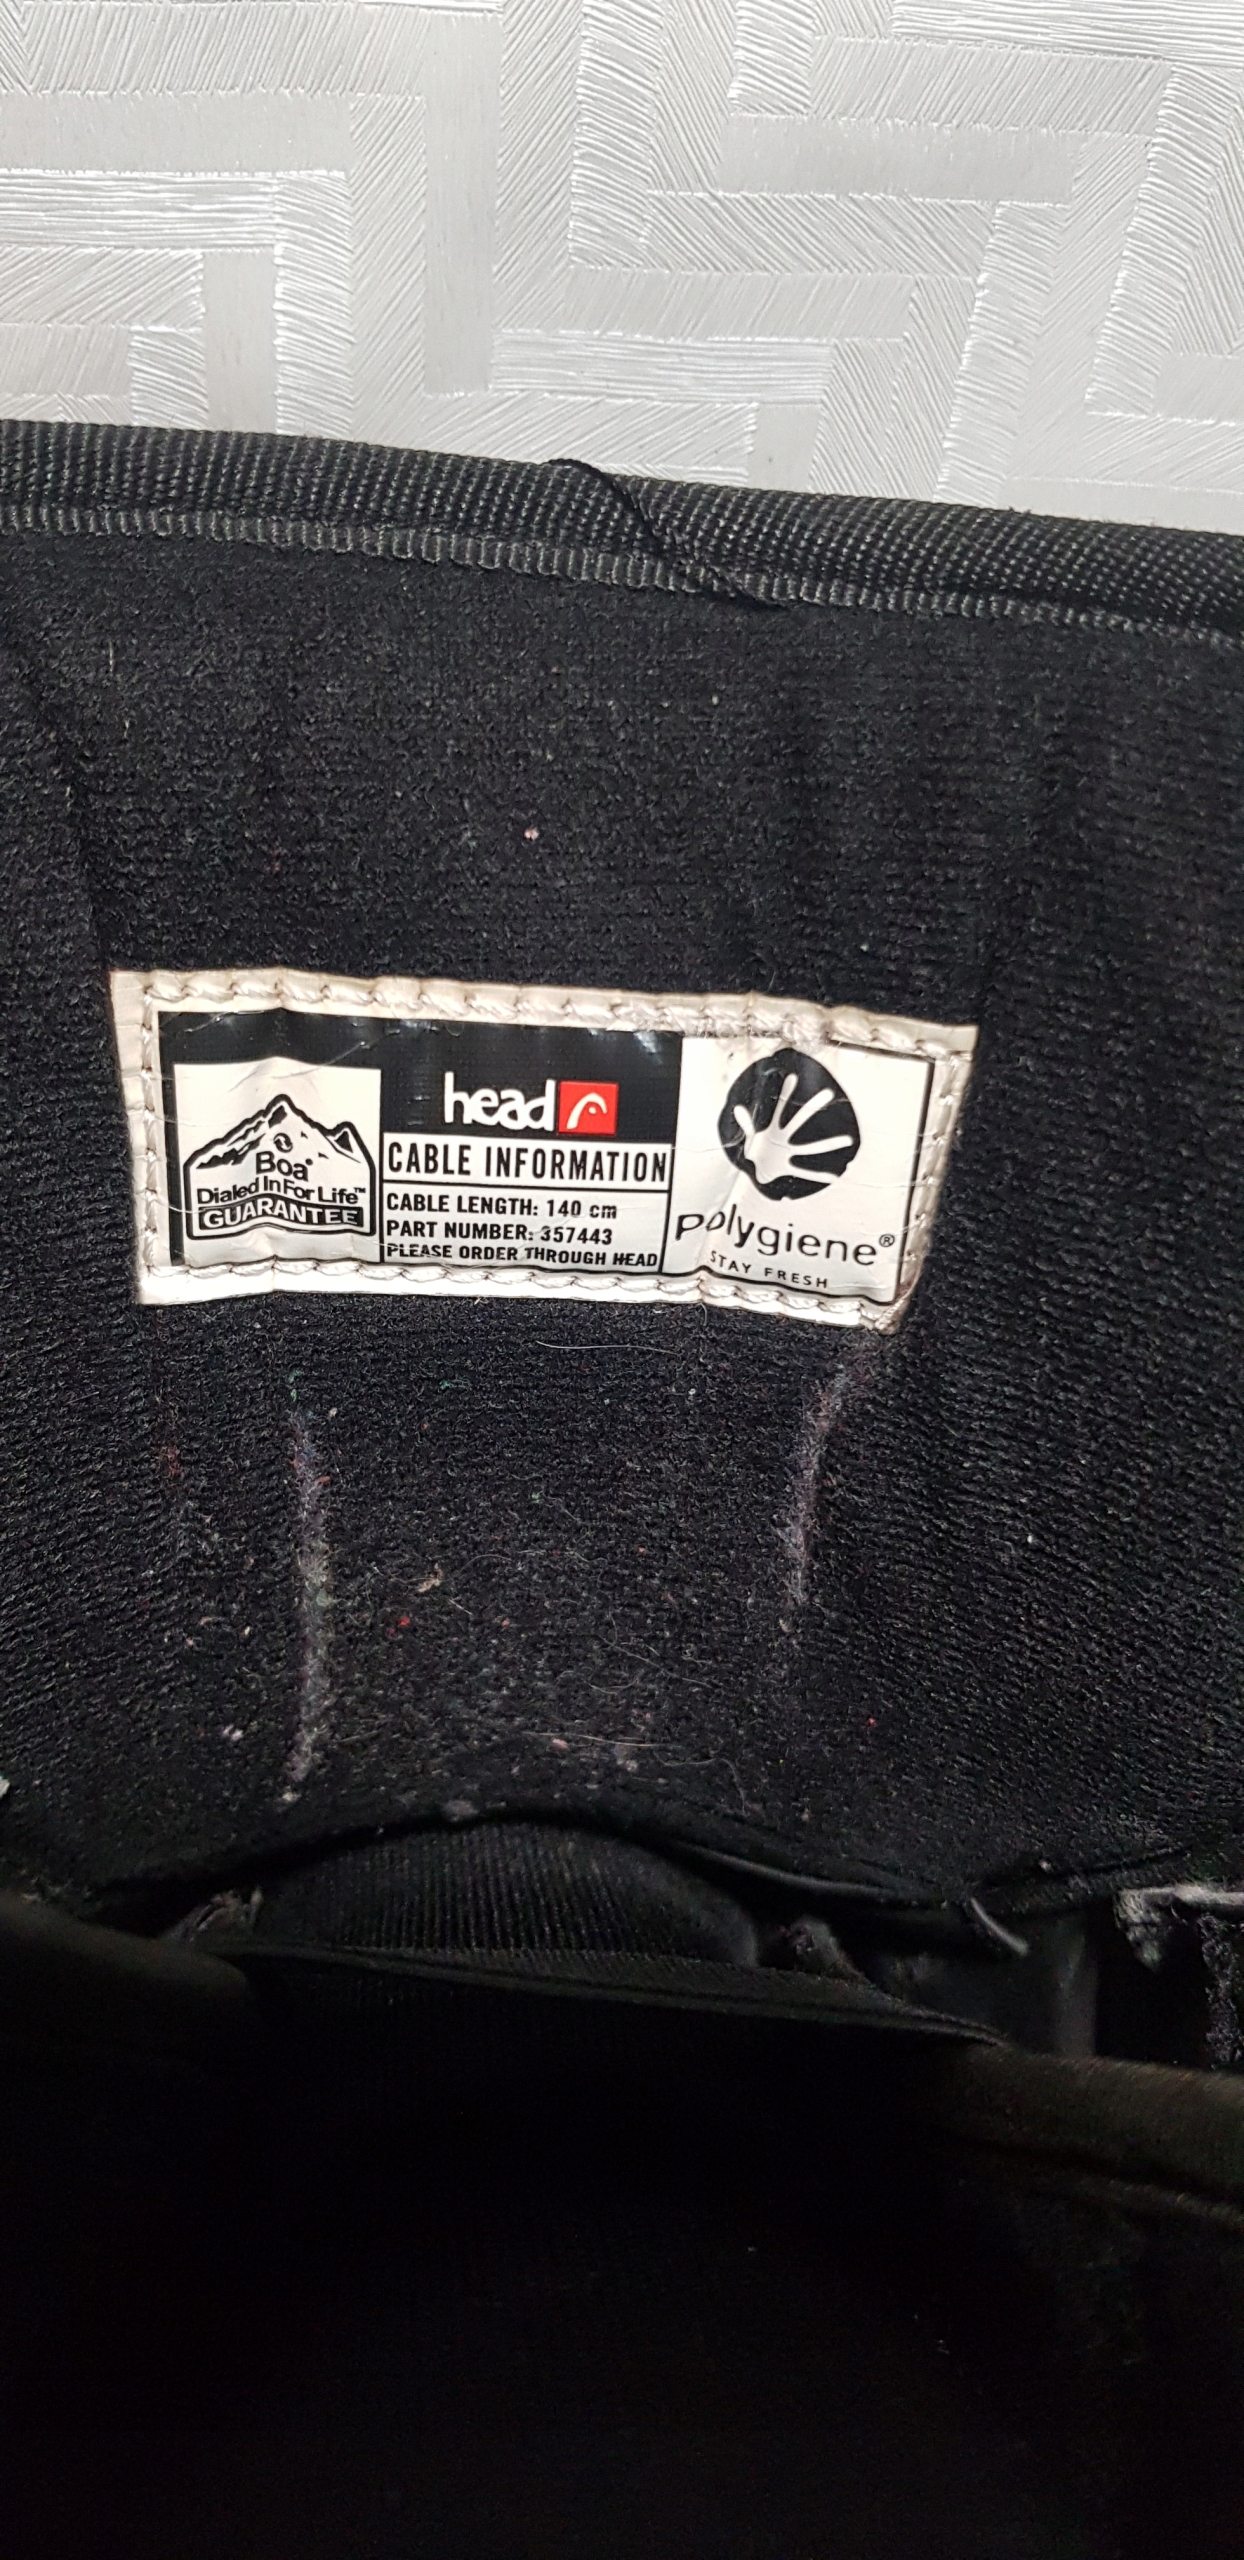 Boa®
Dialed In For Life™
GUARANTEE
head
CABLE INFORMATION
CABLE LENGTH: 140 cm
PART NUMBER: 357443
PLEASE ORDER THROUGH HEAD
polygiene®
STAY FRESH